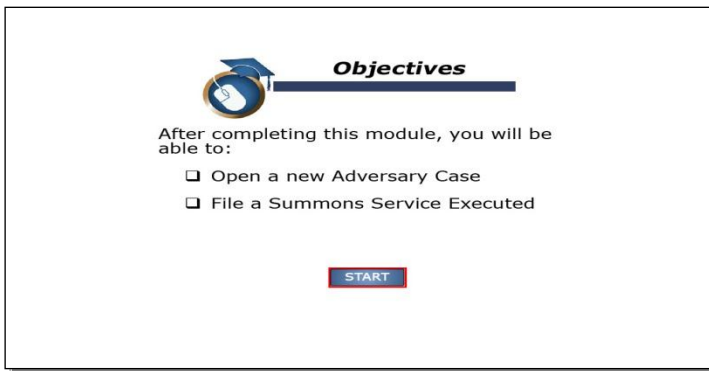 Objectives
After completing this module, you will be
able to:
❑ Open a new Adversary Case
❑ File a Summons Service Executed
START